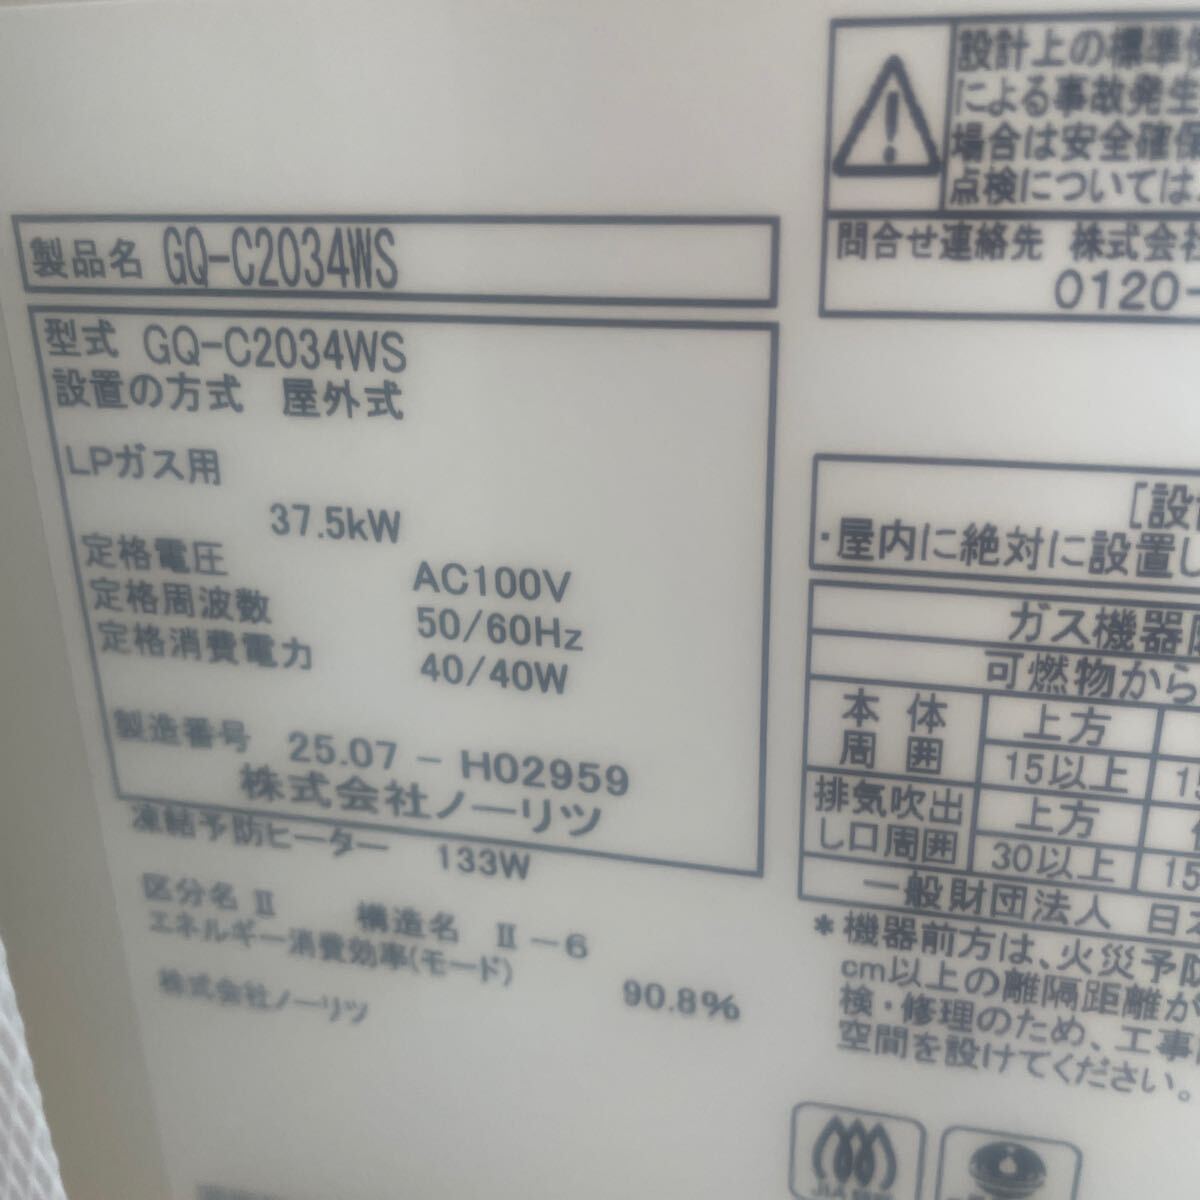 製品名 GQ-C2034WS
型式 GQ-C2034WS
設置の方式 屋外式
LPガス用
37.5kW
定格電圧 AC100V
定格周波数 50/60Hz
定格消費電力 40/40W
製造番号 25.07 - H02959
株式会社ノーリツ
凍結予防ヒーター 133W
区分名 Ⅱ 構造名 Ⅱ-6
エネルギー消費効率(モード) 90.8%
株式会社ノーリツ
設計上の標準
による事故発生
場合は安全確保
点検については
問合せ連絡先 株式会社
0120-
[設
・屋内に絶対に設置し
ガス機器
可燃物から
本体周囲 上方
15以上 15
排気吹出し口周囲 上方
30以上 15
一般財団法人 日本
*機器前方は、火災予防
cm以上の離隔距離が
検・修理のため、工事
空間を設けてください。